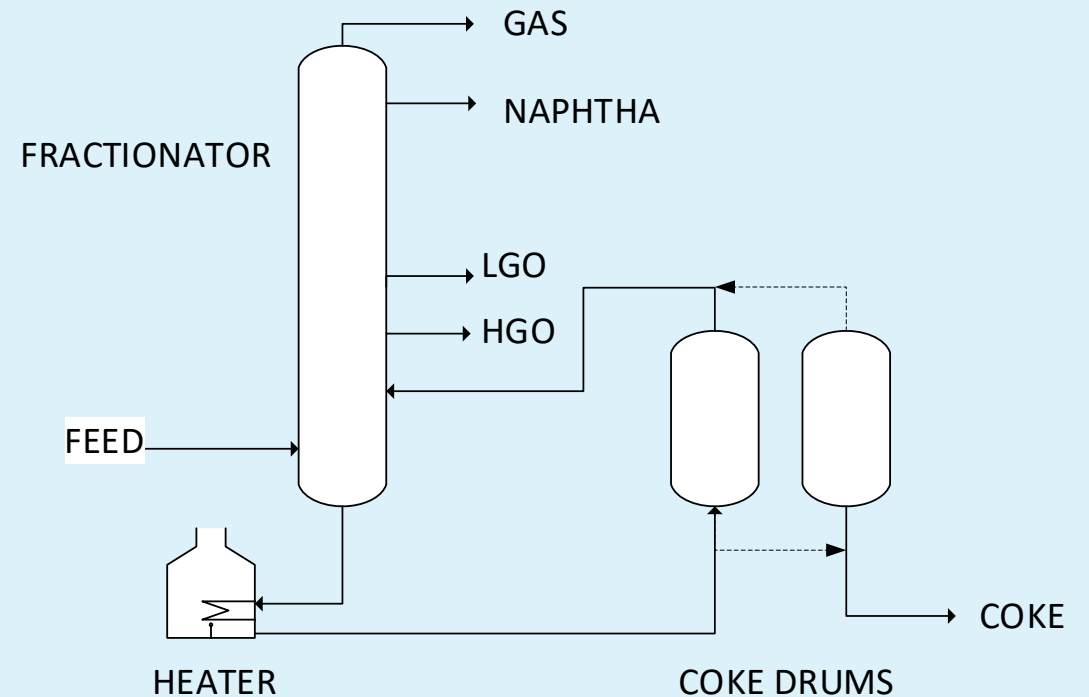 GAS
NAPHTHA
FRACTIONATOR
LGO
HGO
FEED
COKE
HEATER
COKE DRUMS